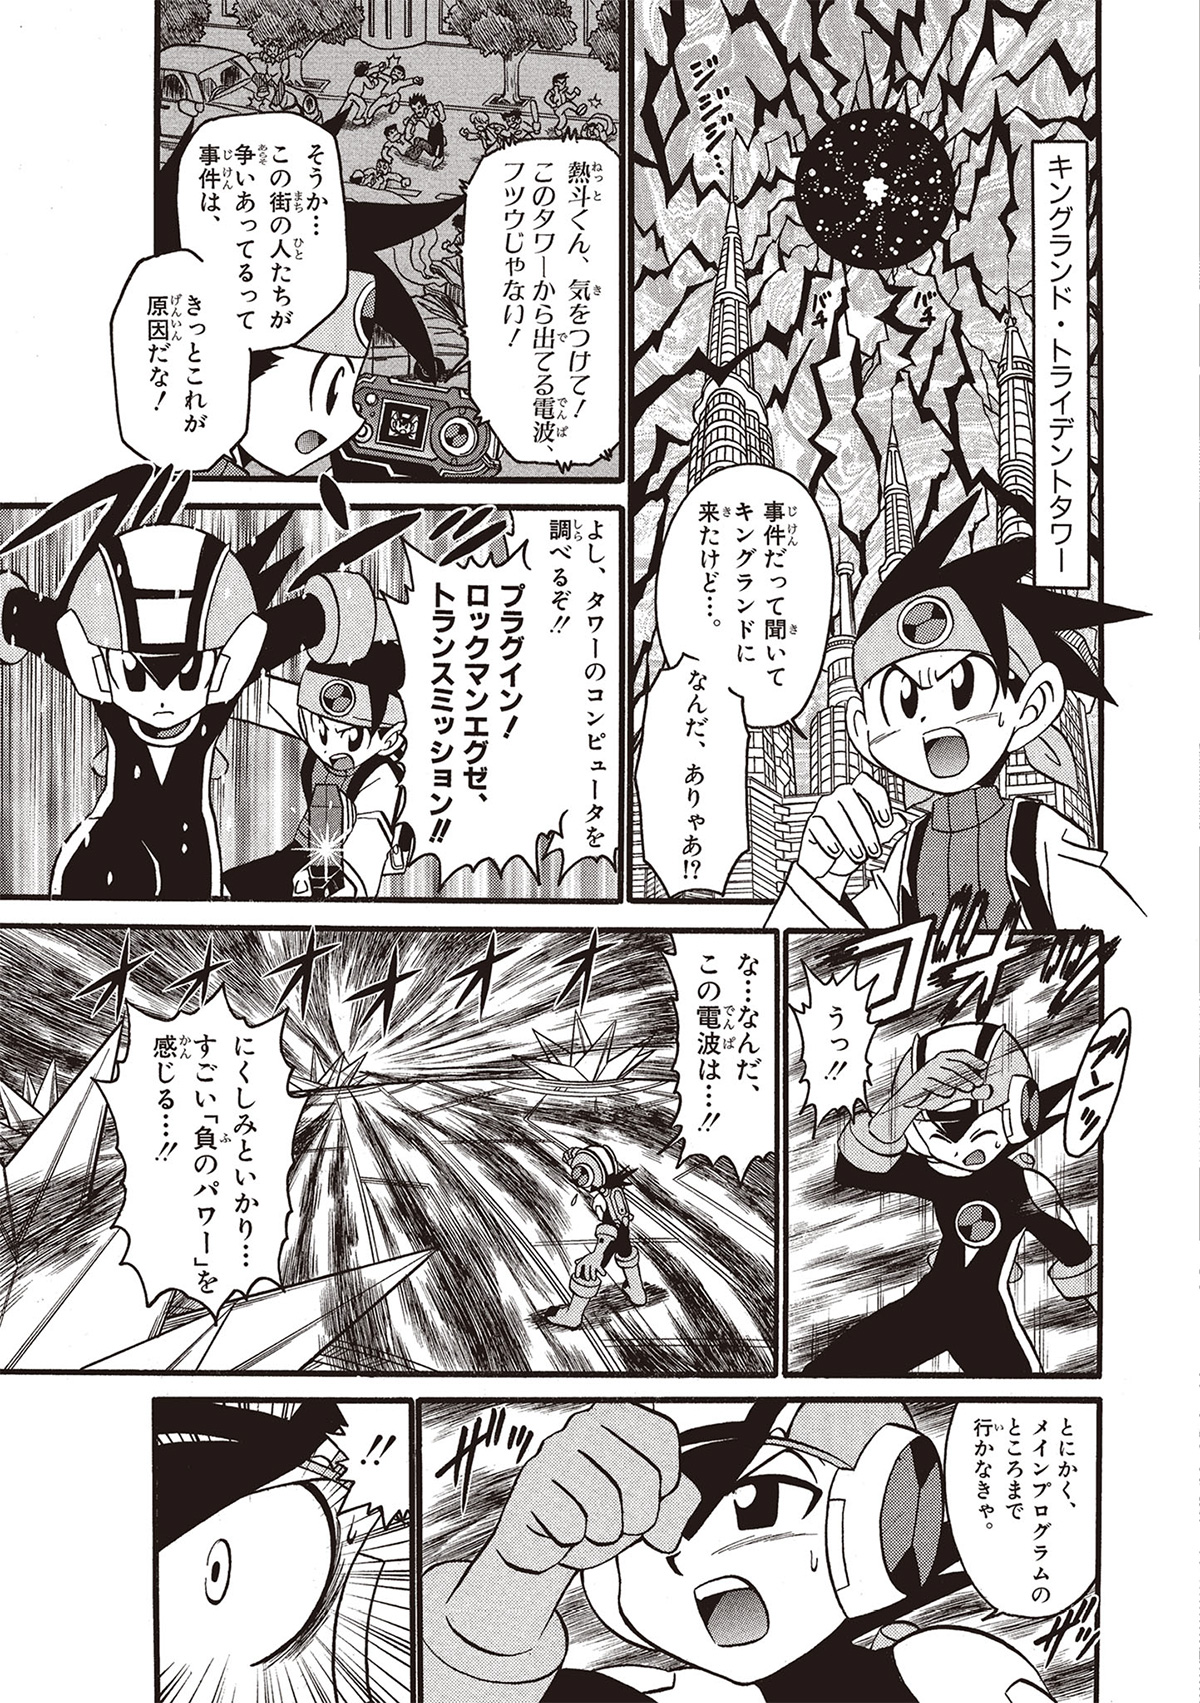 キングランド・トライデントタワー
ジジジジ…
バチ
バチ
事件だって聞いて
キングランドに
来たけど…。
なんだ、ありゃあ!?
熱斗くん、気をつけて!
このタワーから出てる電波、
フツウじゃない!
そうか…
この街の人たちが
争いあってるって
事件は、
きっとこれが
原因だな!
よし、タワーのコンピュータを
調べるぞ!!
プラグイン!
ロックマンエグゼ、
トランスミッション!!
ゴオオ
うっ!!
な…なんだ、
この電波は…!!
にくしみといかり…
すごい「負のパワー」を
感じる…!!
とにかく、
メインプログラムの
ところまで
行かなきゃ。
!!